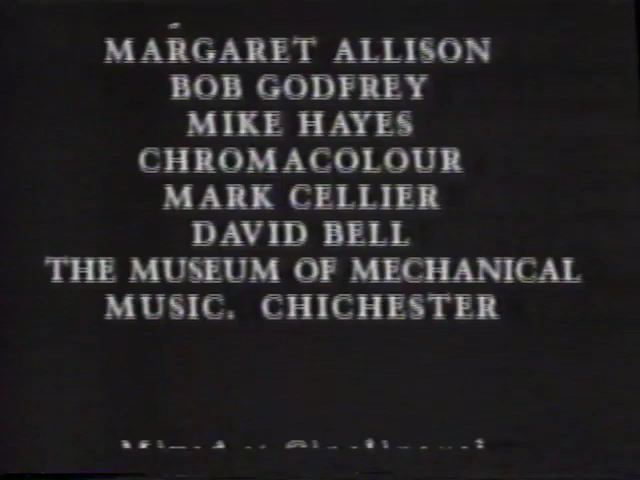 MARGARET ALLISON
BOB GODFREY
MIKE HAYES
CHROMACOLOUR
MARK CELLIER
DAVID BELL
THE MUSEUM OF MECHANICAL
MUSIC. CHICHESTER